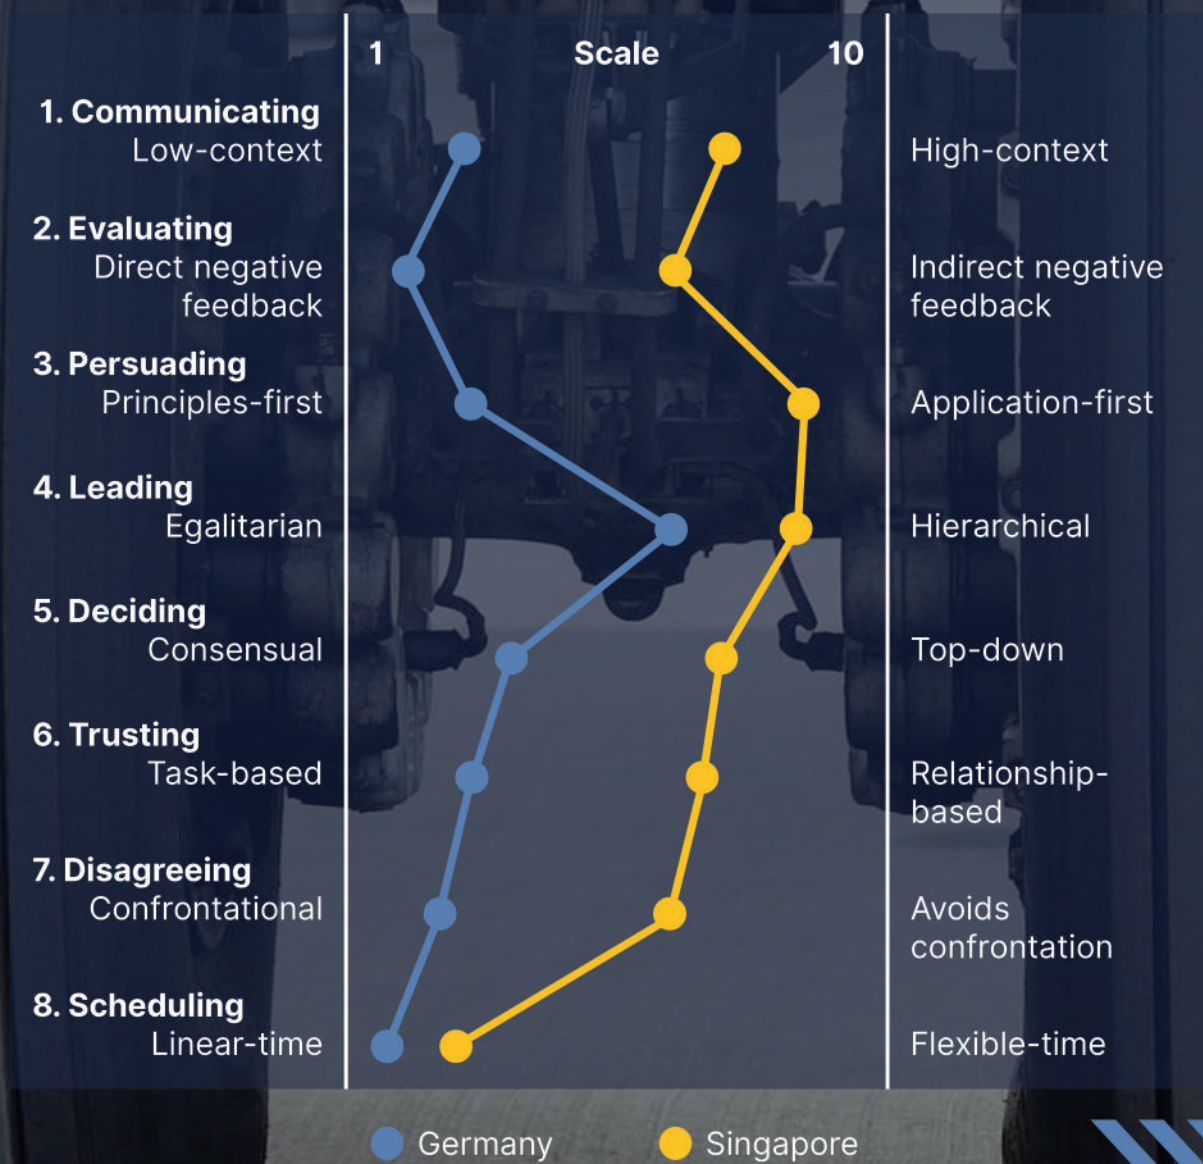 1 Scale 10
1. Communicating
Low-context
High-context
2. Evaluating
Direct negative
feedback
Indirect negative
feedback
3. Persuading
Principles-first
Application-first
4. Leading
Egalitarian
Hierarchical
5. Deciding
Consensual
Top-down
6. Trusting
Task-based
Relationship-
based
7. Disagreeing
Confrontational
Avoids
confrontation
8. Scheduling
Linear-time
Flexible-time
Germany Singapore